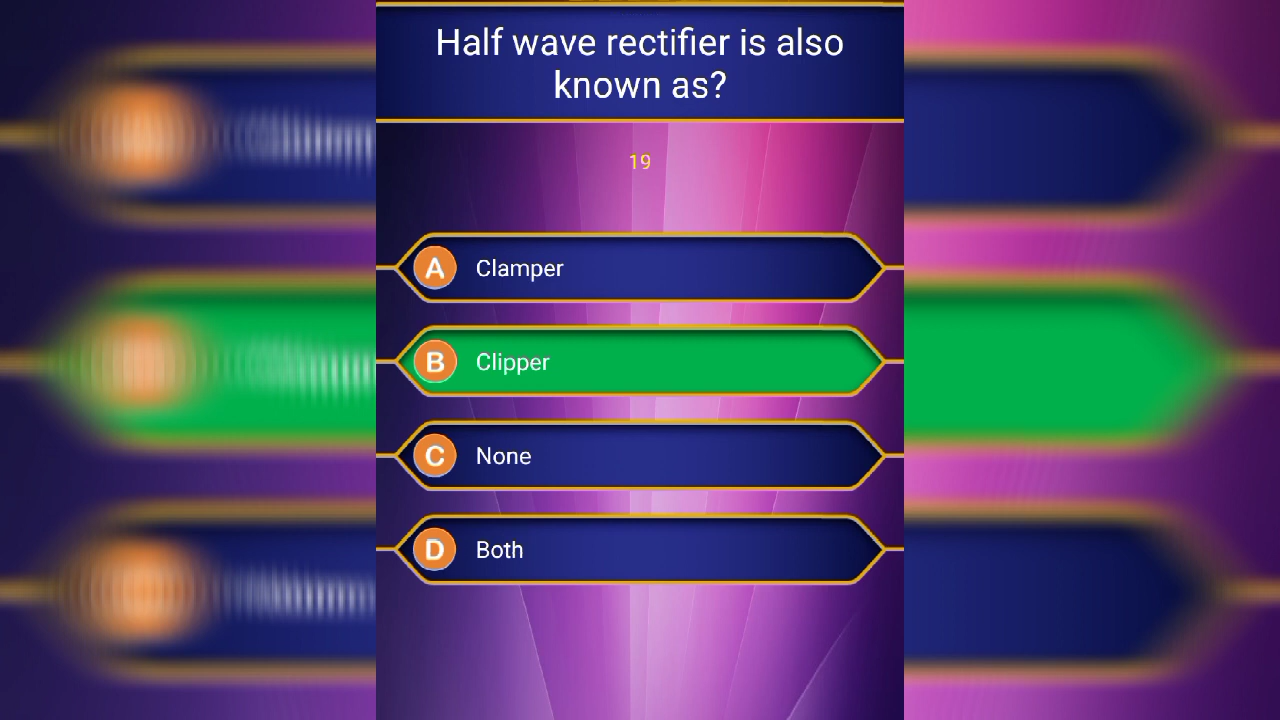 Half wave rectifier is also
known as?
19
A Clamper
B Clipper
C None
D Both